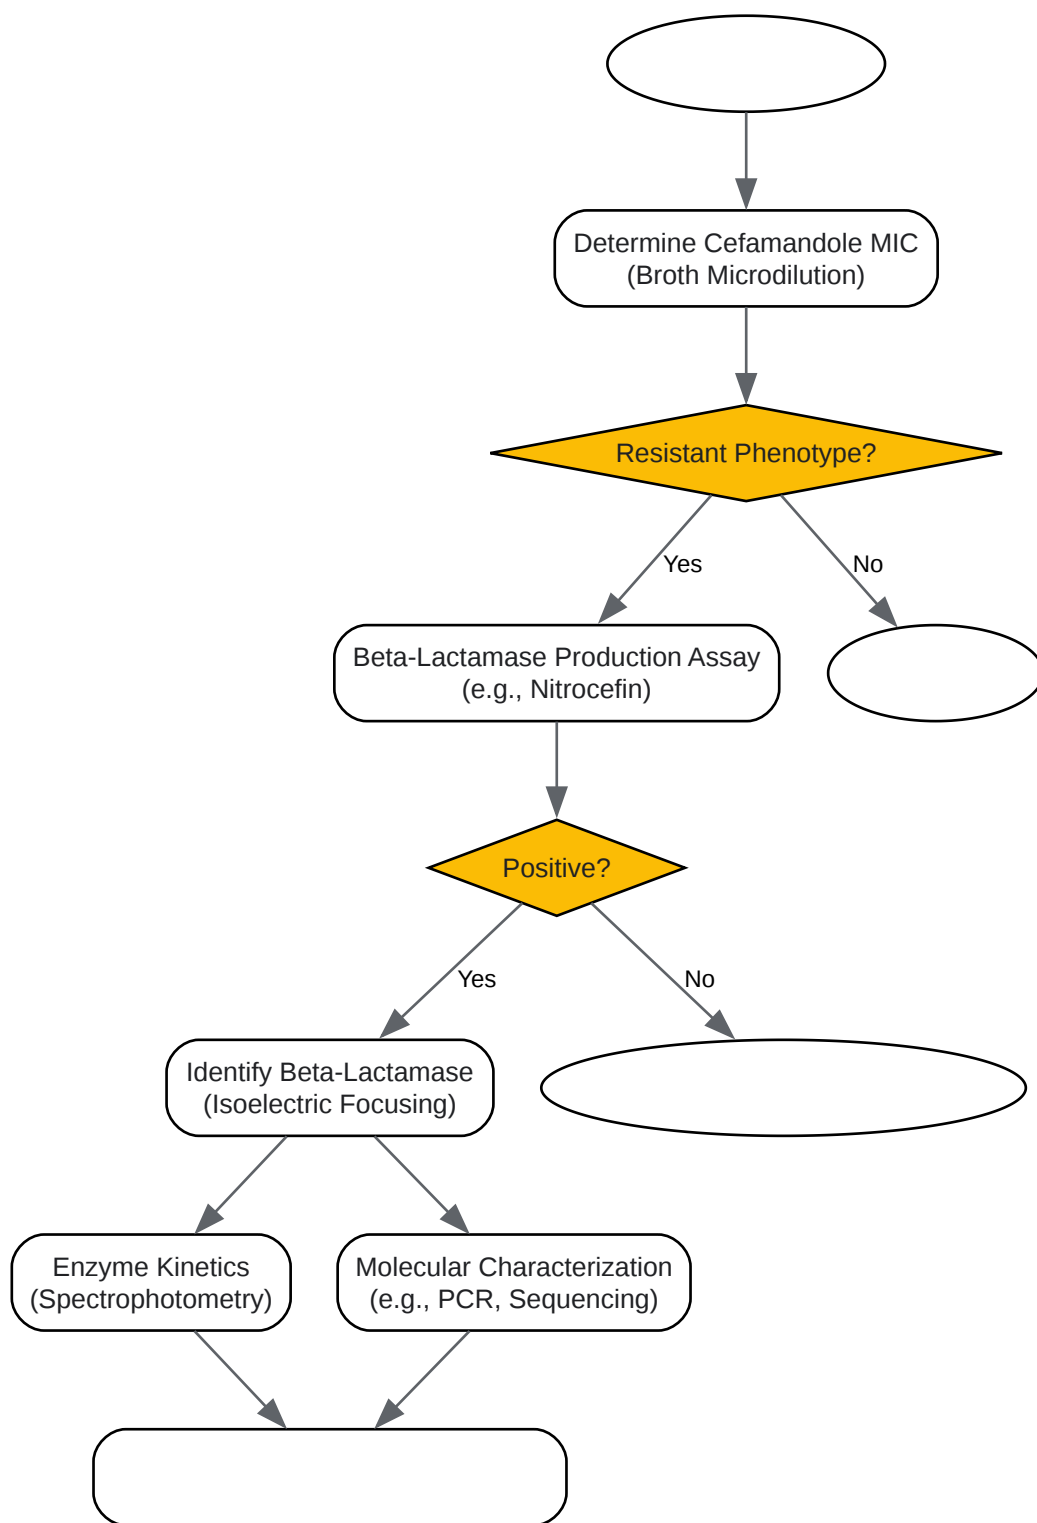 Determine Cefamandole MIC
(Broth Microdilution)
Resistant Phenotype?
Yes
No
Beta-Lactamase Production Assay
(e.g., Nitrocefin)
Positive?
Yes
No
Identify Beta-Lactamase
(Isoelectric Focusing)
Enzyme Kinetics
(Spectrophotometry)
Molecular Characterization
(e.g., PCR, Sequencing)